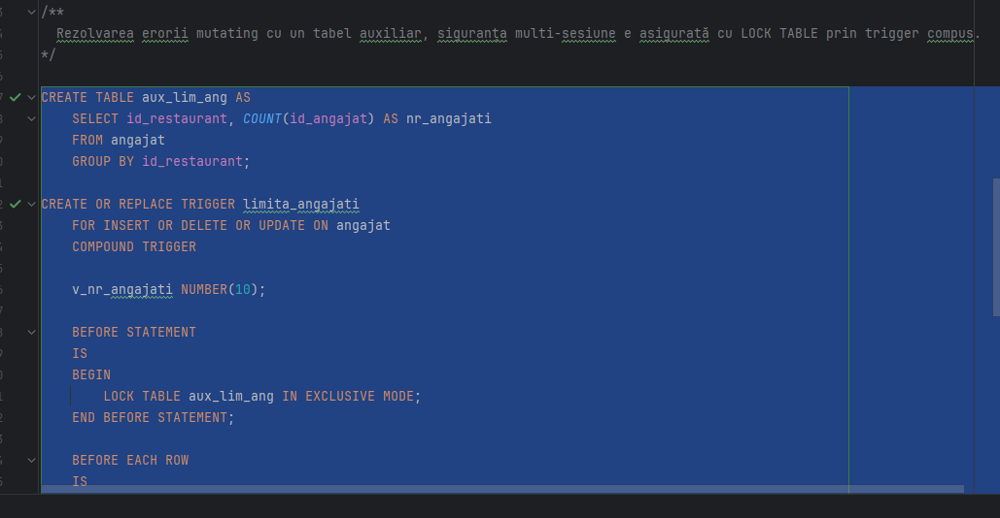 /**
Rezolvarea erorii mutating cu un tabel auxiliar, siguranța multi-sesiune e asigurată cu LOCK TABLE prin trigger compus.
*/
CREATE TABLE aux_lim_ang AS
SELECT id_restaurant, COUNT(id_angajat) AS nr_angajati
FROM angajat
GROUP BY id_restaurant;
CREATE OR REPLACE TRIGGER limita_angajati
FOR INSERT OR DELETE OR UPDATE ON angajat
COMPOUND TRIGGER
v_nr_angajati NUMBER(10);
BEFORE STATEMENT
IS
BEGIN
LOCK TABLE aux_lim_ang IN EXCLUSIVE MODE;
END BEFORE STATEMENT;
BEFORE EACH ROW
IS